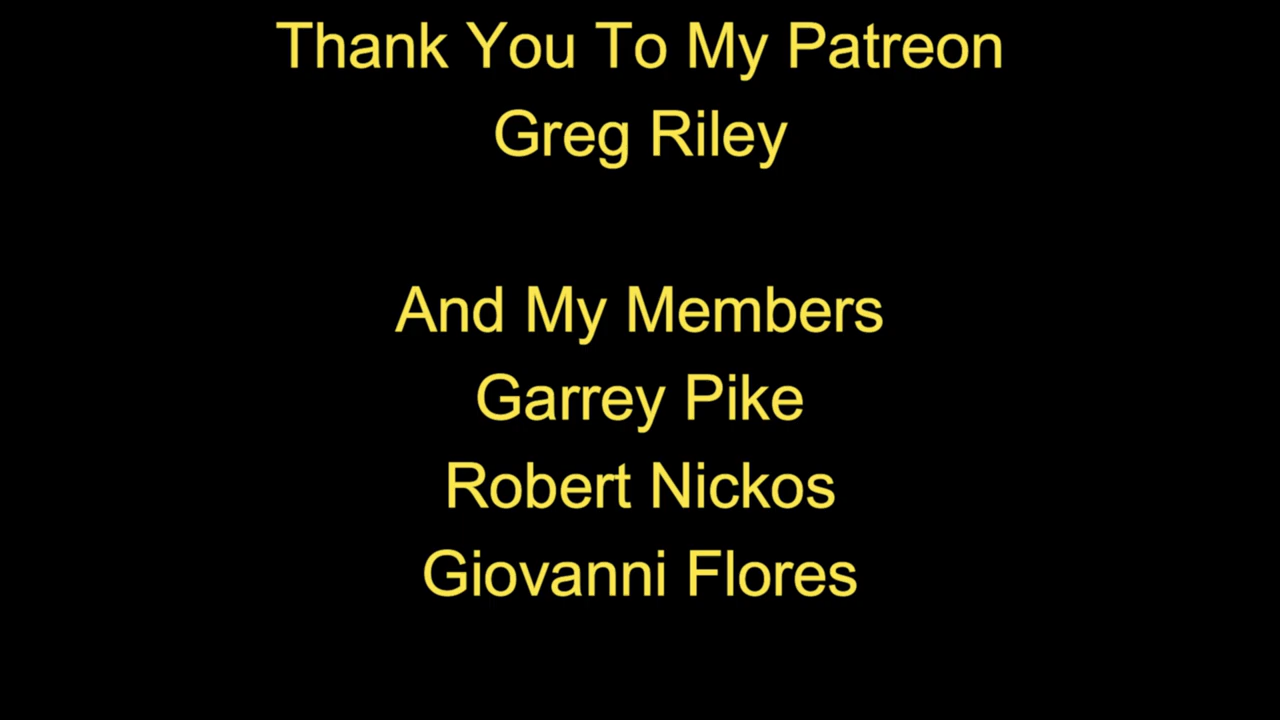 Thank You To My Patreon
Greg Riley
And My Members
Garrey Pike
Robert Nickos
Giovanni Flores